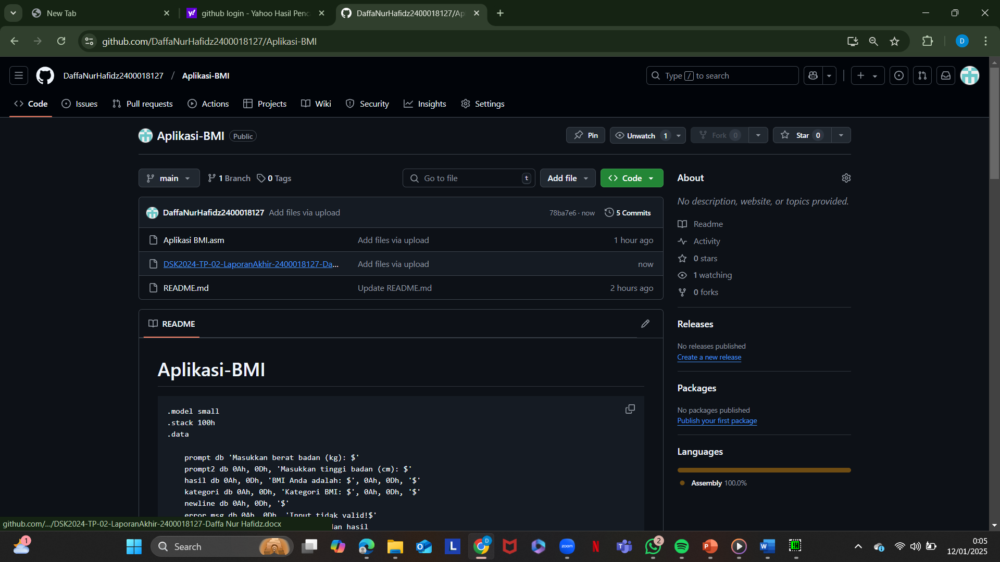 New Tab
github login - Yahoo Hasil Penc
DaffaNurHafidz2400018127/Ap
github.com/DaffaNurHafidz2400018127/Aplikasi-BMI
D
DaffaNurHafidz2400018127 / Aplikasi-BMI
Type / to search
Code
Issues
Pull requests
Actions
Projects
Wiki
Security
Insights
Settings
Aplikasi-BMI Public
Pin
Unwatch 1
Fork 0
Star 0
main
1 Branch
0 Tags
Go to file t
Add file
Code
DaffaNurHafidz2400018127 Add files via upload 78ba7e6 · now 5 Commits
Aplikasi BMI.asm Add files via upload 1 hour ago
DSK2024-TP-02-LaporanAkhir-2400018127-Da... Add files via upload now
README.md Update README.md 2 hours ago
README
Aplikasi-BMI
.model small
.stack 100h
.data
prompt db 'Masukkan berat badan (kg): $'
prompt2 db 0Ah, 0Dh, 'Masukkan tinggi badan (cm): $'
hasil db 0Ah, 0Dh, 'BMI Anda adalah: $', 0Ah, 0Dh, '$'
kategori db 0Ah, 0Dh, 'Kategori BMI: $', 0Ah, 0Dh, '$'
newline db 0Ah, 0Dh, '$'
error_msg db 0Ah, 0Dh, 'Input tidak valid!$'
dan hasil
About
No description, website, or topics provided.
Readme
Activity
0 stars
1 watching
0 forks
Releases
No releases published
Create a new release
Packages
No packages published
Publish your first package
Languages
Assembly 100.0%
github.com/.../DSK2024-TP-02-LaporanAkhir-2400018127-Daffa Nur Hafidz.docx
1
Search
L
D
zoom
2
0:05
12/01/2025